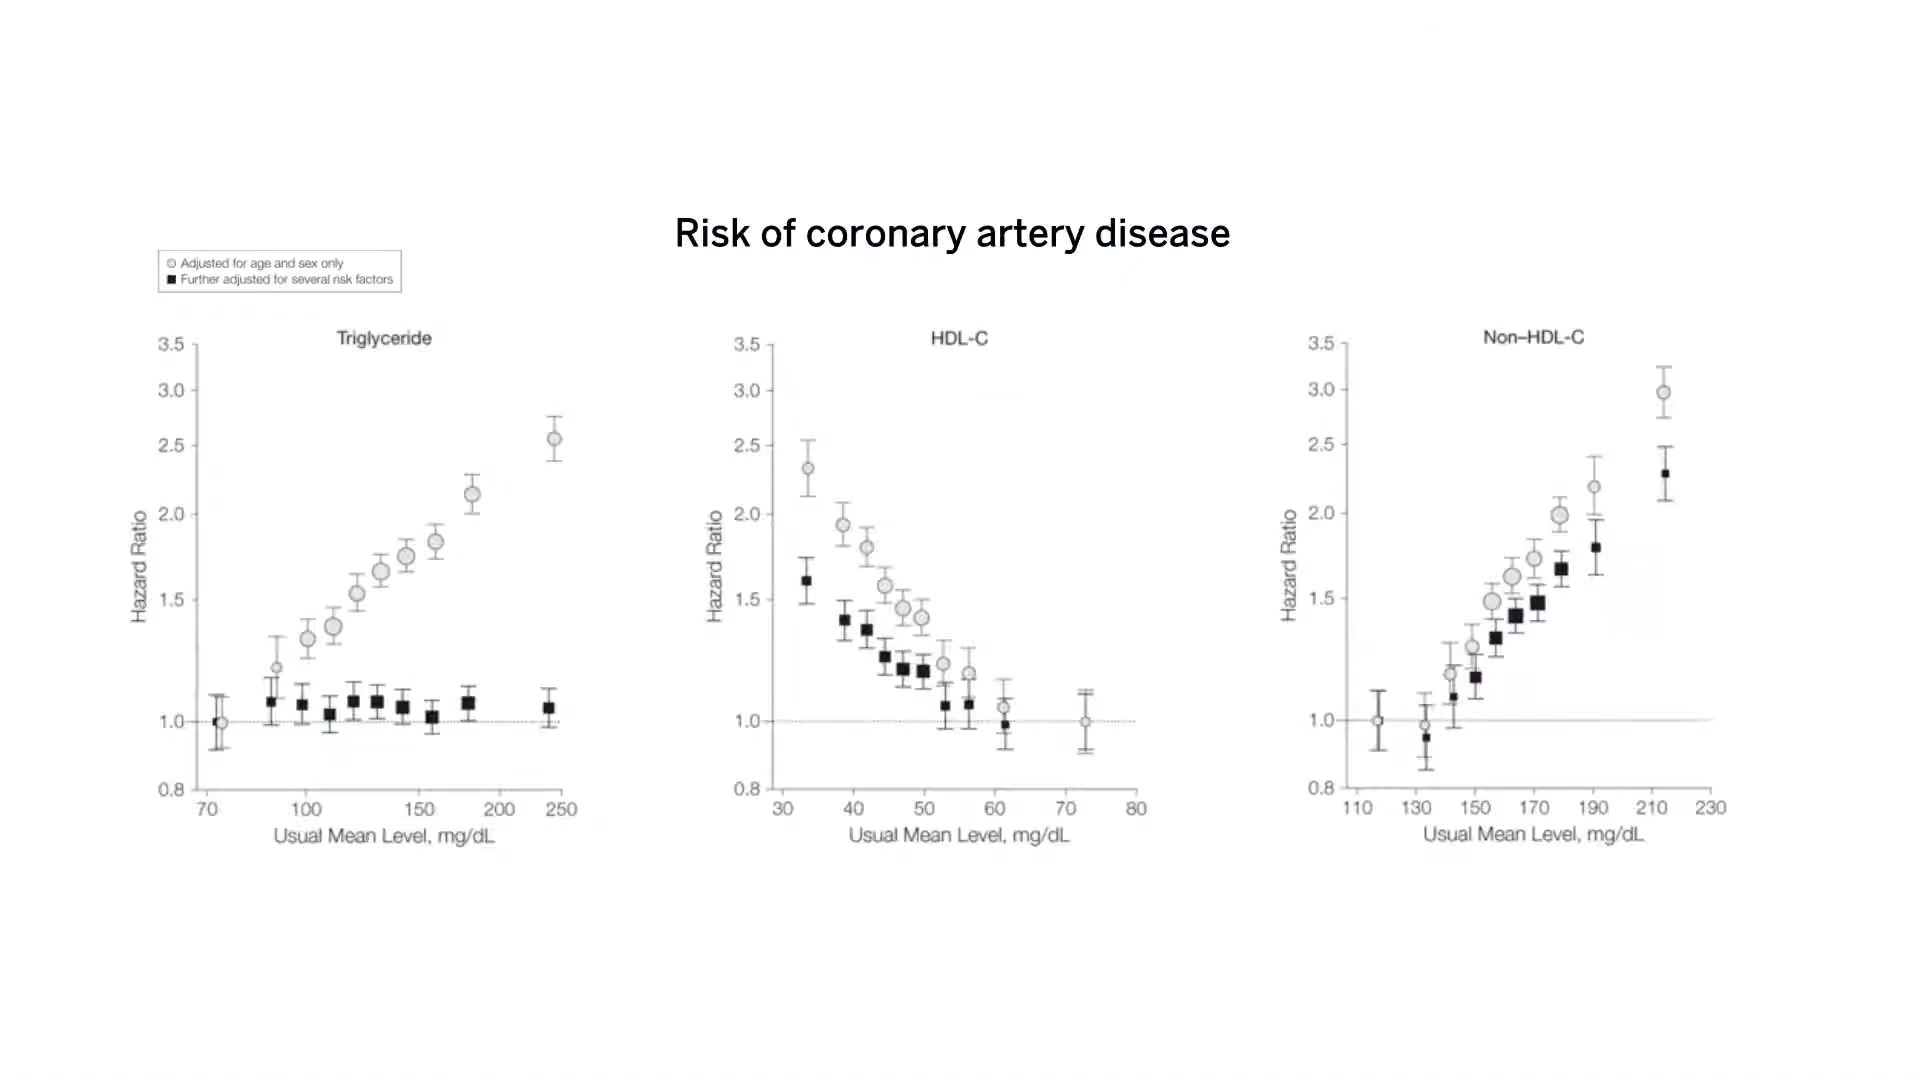 Risk of coronary artery disease
Adjusted for age and sex only
Further adjusted for several risk factors
Triglyceride
3.5
3.0
2.5
2.0
1.5
1.0
0.8
Hazard Ratio
70 100 150 200 250
Usual Mean Level, mg/dL
HDL-C
3.5
3.0
2.5
2.0
1.5
1.0
0.8
Hazard Ratio
30 40 50 60 70 80
Usual Mean Level, mg/dL
Non–HDL-C
3.5
3.0
2.5
2.0
1.5
1.0
0.8
Hazard Ratio
110 130 150 170 190 210 230
Usual Mean Level, mg/dL